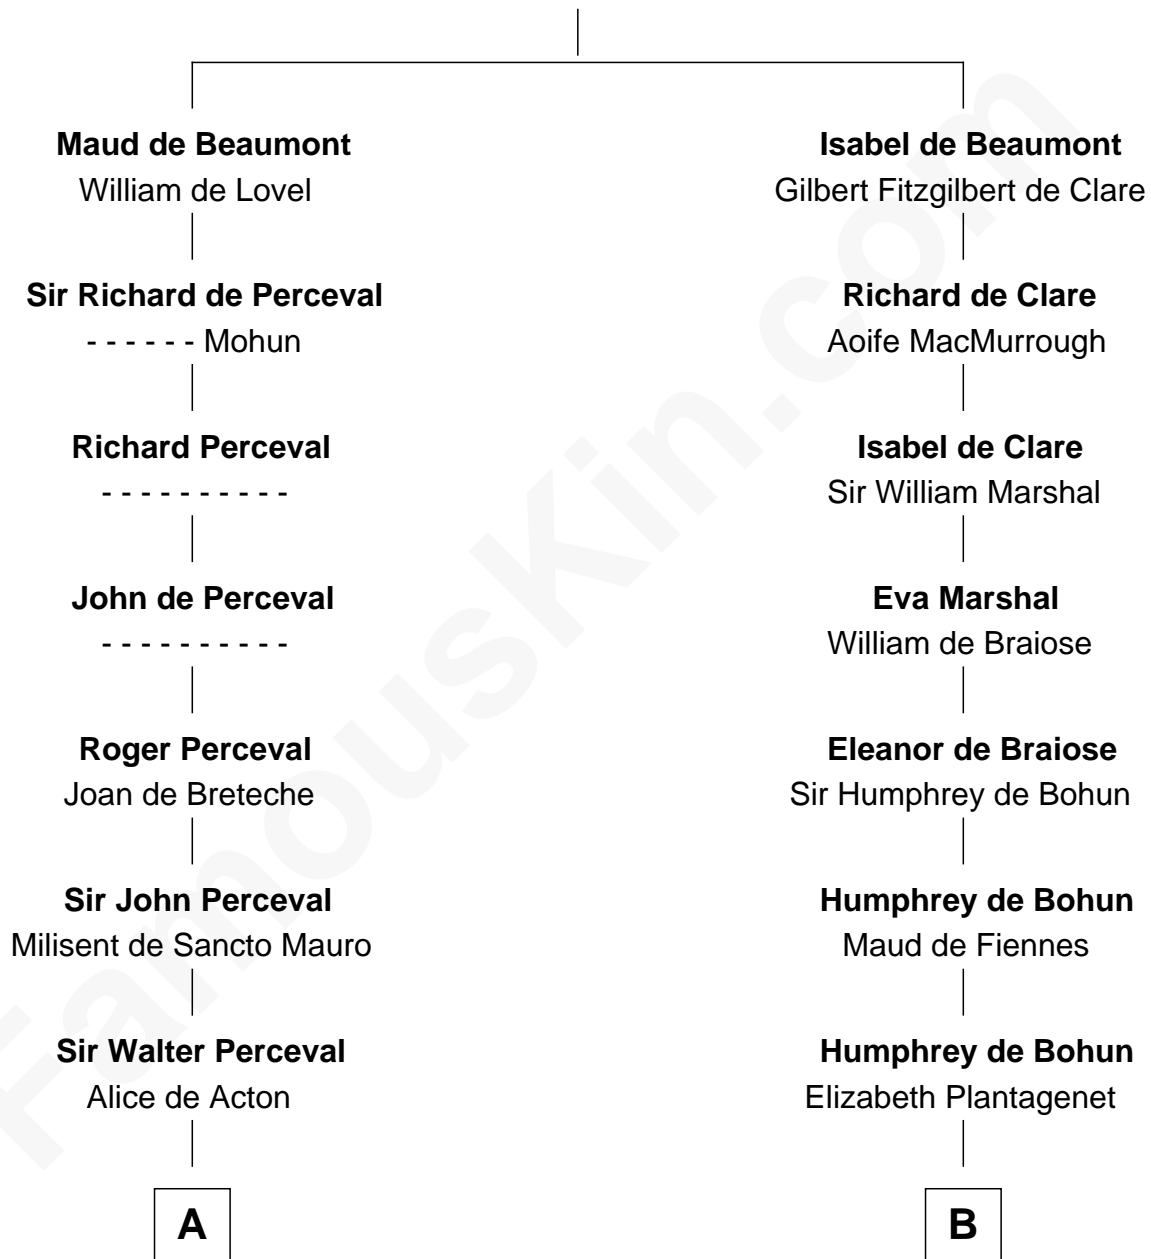 Maud de Beaumont
William de Lovel
Isabel de Beaumont
Gilbert Fitzgilbert de Clare
Sir Richard de Perceval
- - - - - - Mohun
Richard de Clare
Aoife MacMurrough
Richard Perceval
- - - - - - - - - -
Isabel de Clare
Sir William Marshal
John de Perceval
- - - - - - - - - -
Eva Marshal
William de Braiose
Roger Perceval
Joan de Breteche
Eleanor de Braiose
Sir Humphrey de Bohun
Sir John Perceval
Milisent de Sancto Mauro
Humphrey de Bohun
Maud de Fiennes
Sir Walter Perceval
Alice de Acton
Humphrey de Bohun
Elizabeth Plantagenet
A
B
FamousKin.com